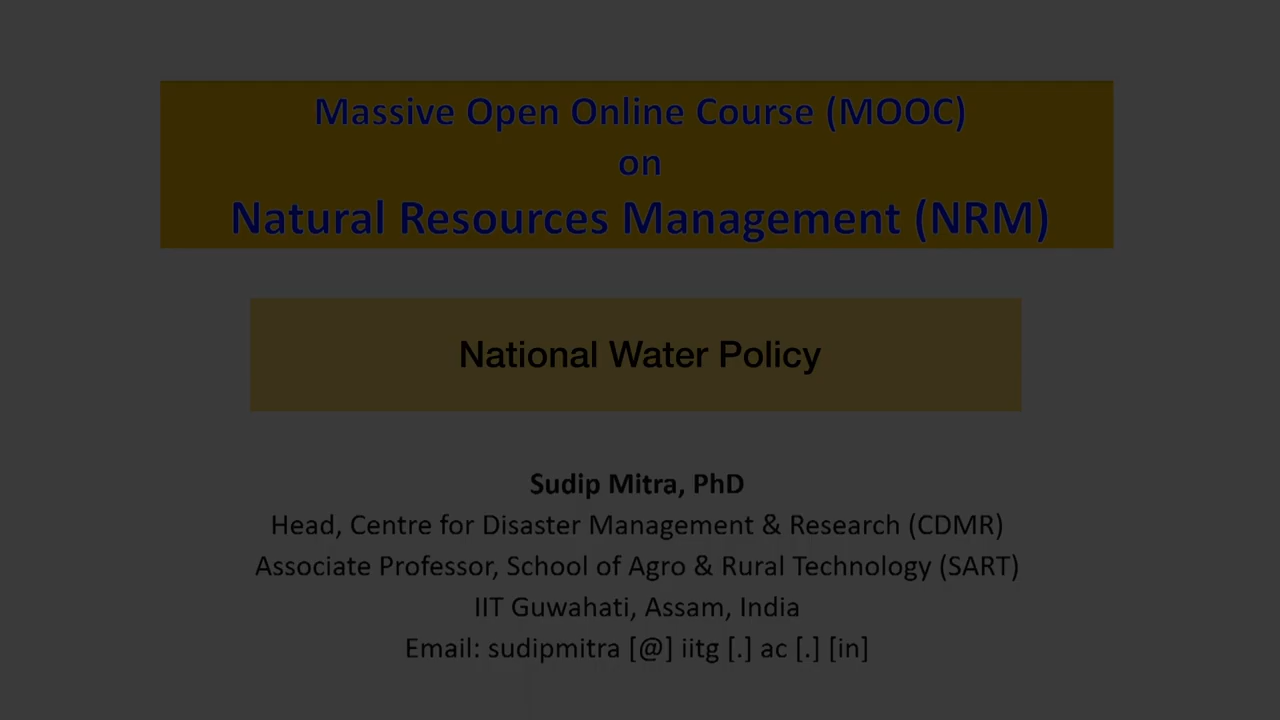 Massive Open Online Course (MOOC)
on
Natural Resources Management (NRM)
National Water Policy
Sudip Mitra, PhD
Head, Centre for Disaster Management & Research (CDMR)
Associate Professor, School of Agro & Rural Technology (SART)
IIT Guwahati, Assam, India
Email: sudipmitra [@] iitg [.] ac [.] [in]